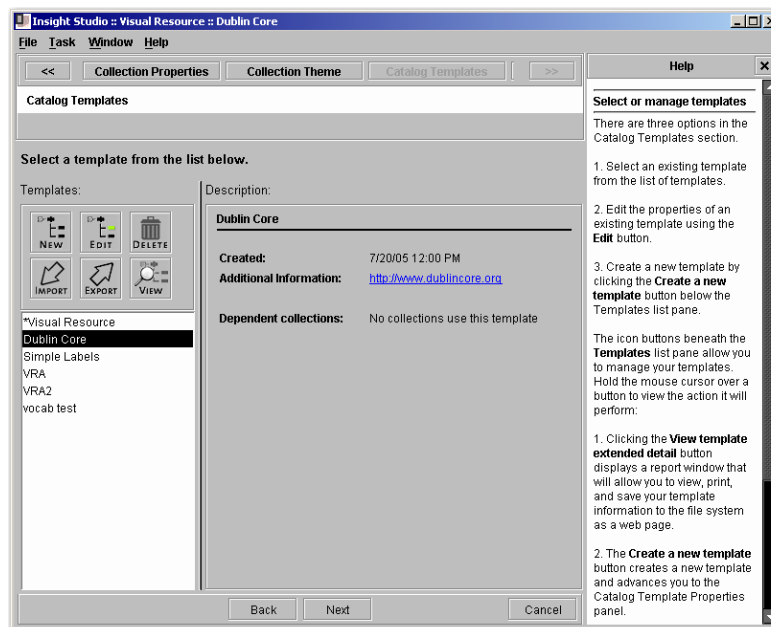 Insight Studio :: Visual Resource :: Dublin Core
File Task Window Help
<< Collection Properties Collection Theme Catalog Templates >>
Catalog Templates
Select a template from the list below.
Templates:
NEW EDIT DELETE
IMPORT EXPORT VIEW
*Visual Resource
Dublin Core
Simple Labels
VRA
VRA2
vocab test
Description:
Dublin Core
Created: 7/20/05 12:00 PM
Additional Information: http://www.dublincore.org
Dependent collections: No collections use this template
Back Next Cancel
Help
Select or manage templates
There are three options in the
Catalog Templates section.
1. Select an existing template
from the list of templates.
2. Edit the properties of an
existing template using the
Edit button.
3. Create a new template by
clicking the Create a new
template button below the
Templates list pane.
The icon buttons beneath the
Templates list pane allow you
to manage your templates.
Hold the mouse cursor over a
button to view the action it will
perform:
1. Clicking the View template
extended detail button
displays a report window that
will allow you to view, print,
and save your template
information to the file system
as a web page.
2. The Create a new template
button creates a new template
and advances you to the
Catalog Template Properties
panel.